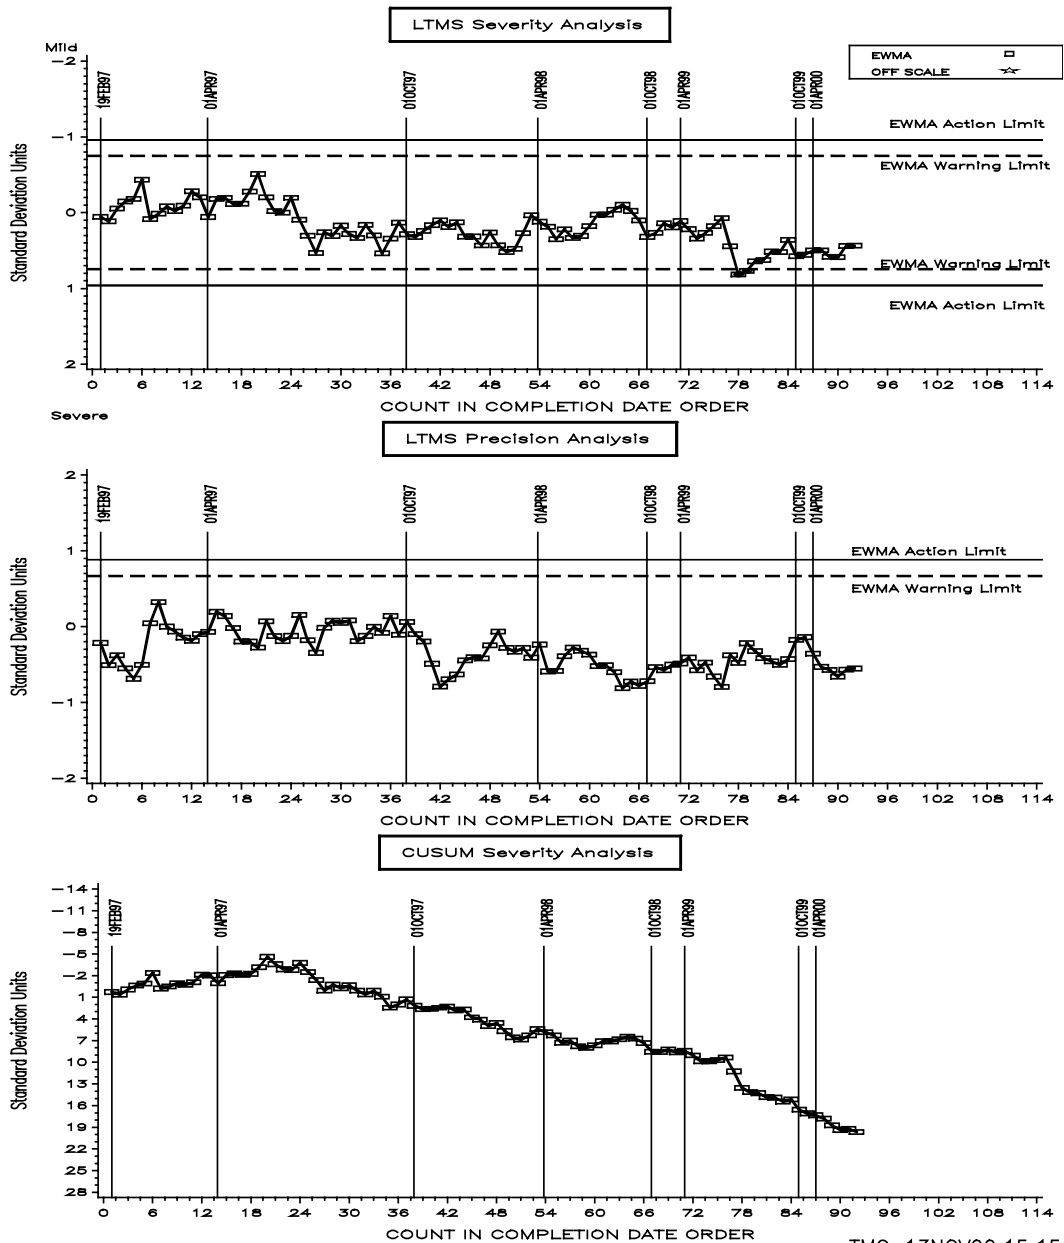 LTMS Severity Analysis
Mild
EWMA
OFF SCALE
-2
-1
0
1
2
Standard Deviation Units
19FEB97
01APR97
01OCT97
01APR98
01OCT98
01APR99
01OCT99
01APR00
EWMA Action Limit
EWMA Warning Limit
EWMA Warning Limit
EWMA Action Limit
0 6 12 18 24 30 36 42 48 54 60 66 72 78 84 90 96 102 108 114
COUNT IN COMPLETION DATE ORDER
Severe
LTMS Precision Analysis
2
1
0
-1
-2
Standard Deviation Units
19FEB97
01APR97
01OCT97
01APR98
01OCT98
01APR99
01OCT99
01APR00
EWMA Action Limit
EWMA Warning Limit
0 6 12 18 24 30 36 42 48 54 60 66 72 78 84 90 96 102 108 114
COUNT IN COMPLETION DATE ORDER
CUSUM Severity Analysis
-14
-11
-8
-5
-2
1
4
7
10
13
16
19
22
25
28
Standard Deviation Units
19FEB97
01APR97
01OCT97
01APR98
01OCT98
01APR99
01OCT99
01APR00
0 6 12 18 24 30 36 42 48 54 60 66 72 78 84 90 96 102 108 114
COUNT IN COMPLETION DATE ORDER